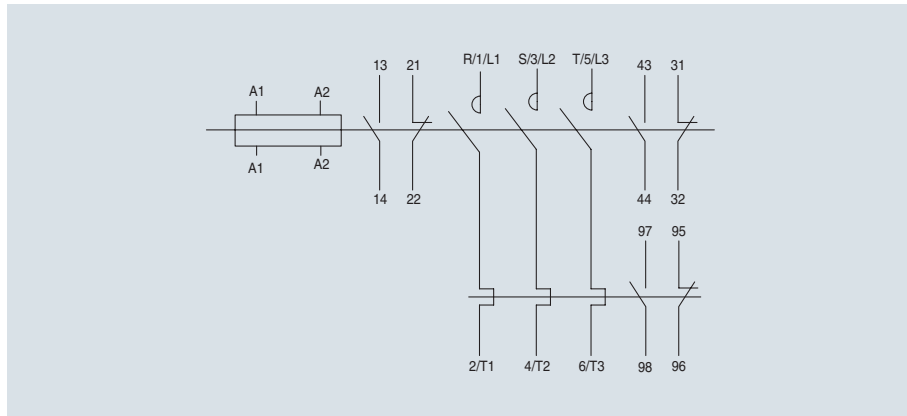 R/1/L1 S/3/L2 T/5/L3
13 21 43 31
A1 A2
A1 A2
14 22 44 32
97 95
2/T1 4/T2 6/T3 98 96